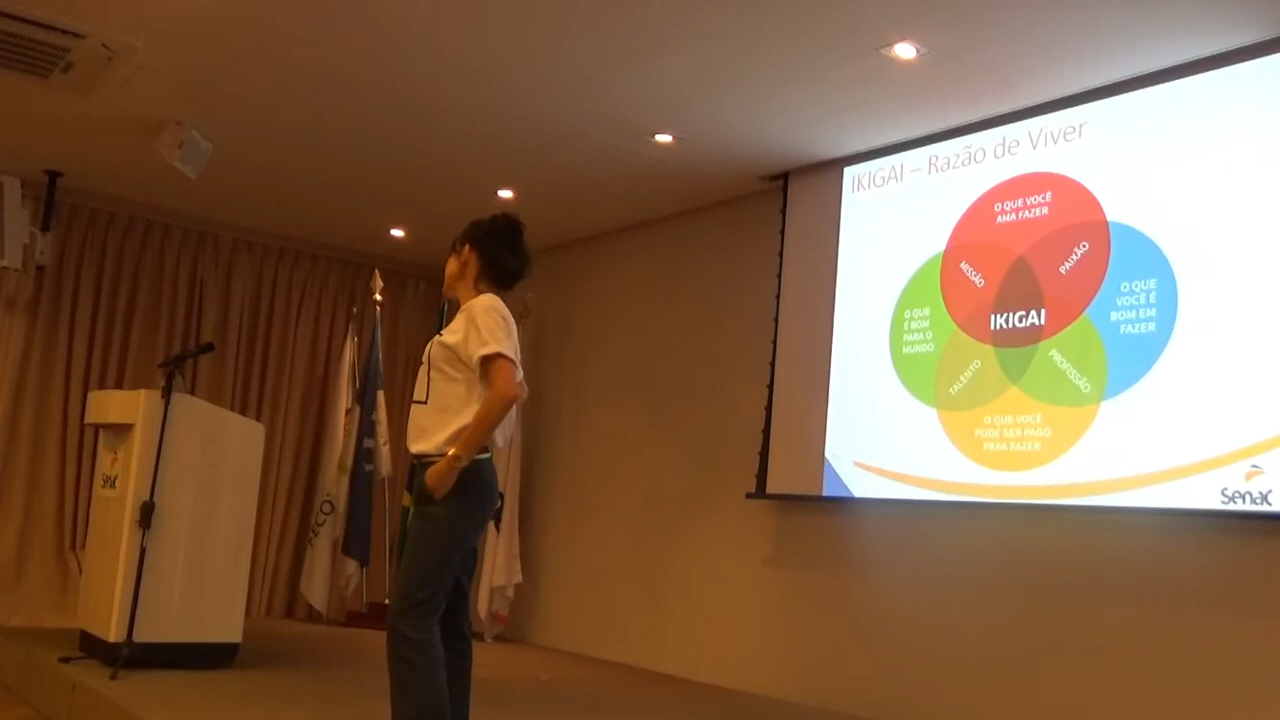 IKIGAI – Razão de Viver
O QUE VOCÊ
AMA FAZER
MISSÃO
PAIXÃO
O QUE
É BOM
PARA O
MUNDO
IKIGAI
O QUE
VOCÊ É
BOM EM
FAZER
TALENTO
PROFISSÃO
O QUE VOCÊ
PODE SER PAGO
PARA FAZER
Senac
Senac
FECO